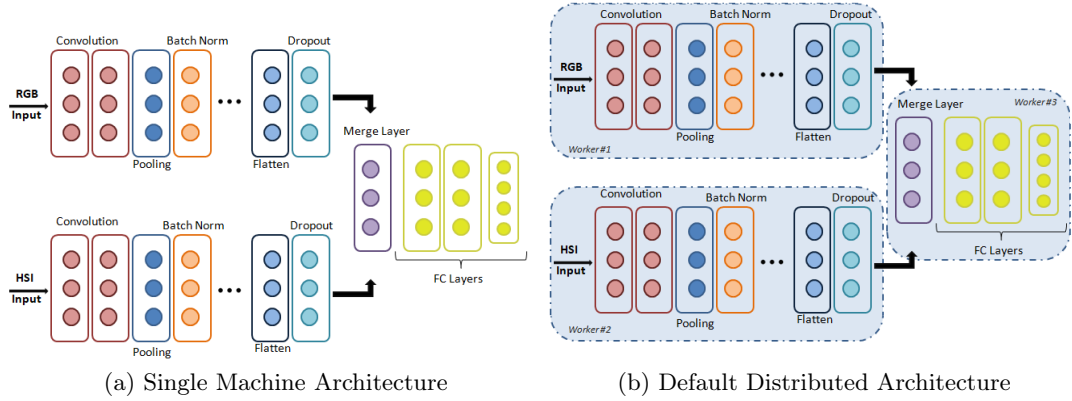 Convolution
Batch Norm
Dropout
RGB
Input
Pooling
Flatten
Merge Layer
Convolution
Batch Norm
Dropout
HSI
Input
Pooling
Flatten
FC Layers
(a) Single Machine Architecture
Convolution
Batch Norm
Dropout
RGB
Input
Pooling
Flatten
Worker#1
Merge Layer
Worker#3
Convolution
Batch Norm
Dropout
HSI
Input
Pooling
Flatten
Worker#2
FC Layers
(b) Default Distributed Architecture